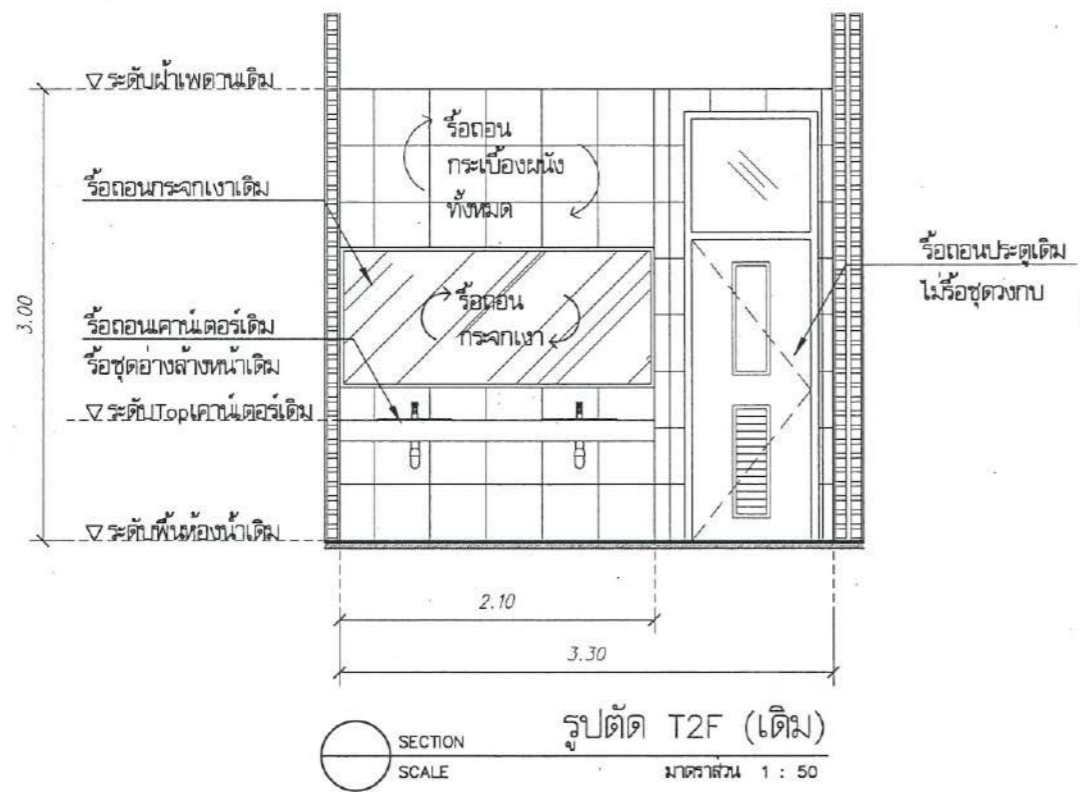 ระดับฝ้าเพดานเดิม
รื้อถอน
กระเบื้องผนัง
ทั้งหมด
รื้อถอนกระจกเงาเดิม
รื้อถอนประตูเดิม
ไม่รื้อชุดวงกบ
3.00
รื้อถอน
กระจกเงา
รื้อถอนเคาน์เตอร์เดิม
รื้อชุดอ่างล้างหน้าเดิม
ระดับTopเคาน์เตอร์เดิม
ระดับพื้นห้องน้ำเดิม
2.10
3.30
รูปตัด T2F (เดิม)
SECTION
SCALE
มาตราส่วน 1 : 50